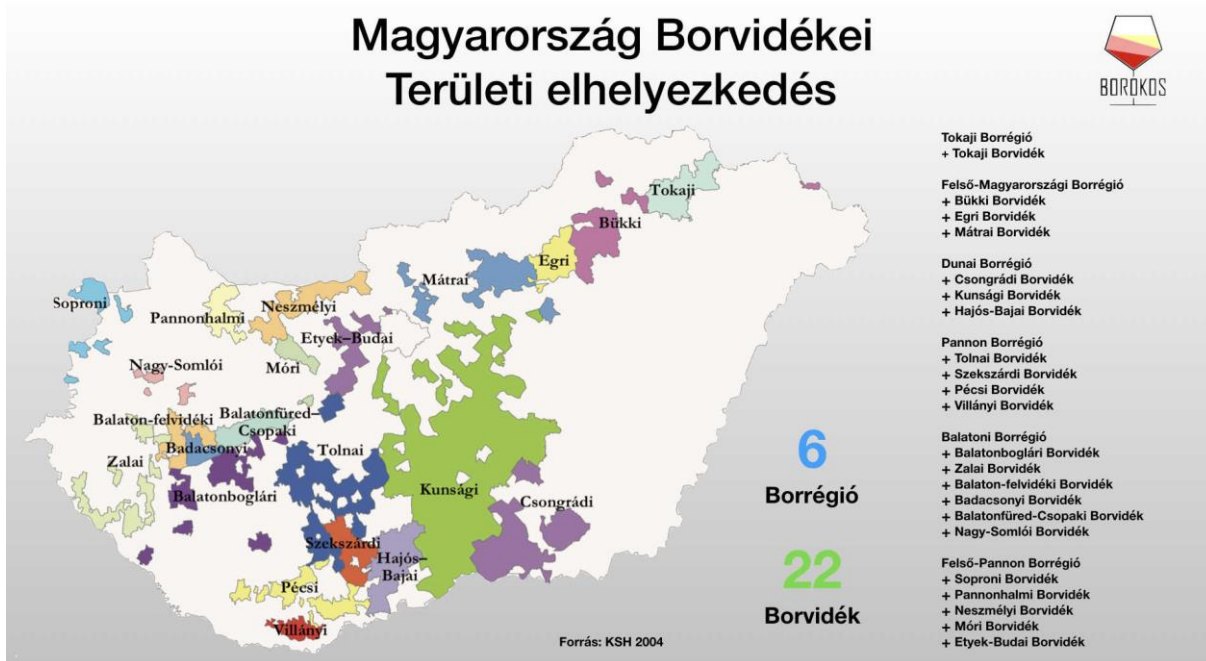 Magyarország Borvidékei
Területi elhelyezkedés
BOROKOS
Tokaji Borrégió
+ Tokaji Borvidék
Felső-Magyarországi Borrégió
+ Bükki Borvidék
+ Egri Borvidék
+ Mátrai Borvidék
Dunai Borrégió
+ Csongrádi Borvidék
+ Kunsági Borvidék
+ Hajós-Bajai Borvidék
Pannon Borrégió
+ Tolnai Borvidék
+ Szekszárdi Borvidék
+ Pécsi Borvidék
+ Villányi Borvidék
Balatoni Borrégió
+ Balatonboglári Borvidék
+ Zalai Borvidék
+ Balaton-felvidéki Borvidék
+ Badacsonyi Borvidék
+ Balatonfüred-Csopaki Borvidék
+ Nagy-Somlói Borvidék
Felső-Pannon Borrégió
+ Soproni Borvidék
+ Pannonhalmi Borvidék
+ Neszmélyi Borvidék
+ Móri Borvidék
+ Etyek-Budai Borvidék
6
Borrégió
22
Borvidék
Tokaji
Bükki
Egri
Mátrai
Soproni
Pannonhalmi
Neszmélyi
Etyek–Budai
Móri
Nagy-Somlói
Balaton-felvidéki
Balatonfüred–
Csopaki
Badacsonyi
Zalai
Tolnai
Balatonboglári
Kunsági
Csongrádi
Szekszárdi
Hajós–
Bajai
Pécsi
Villányi
Forrás: KSH 2004